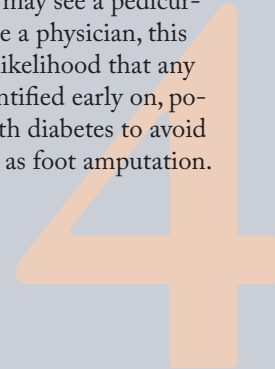 may see a pedicur-
e a physician, this
ikelihood that any
ntified early on, po-
th diabetes to avoid
as foot amputation.
4